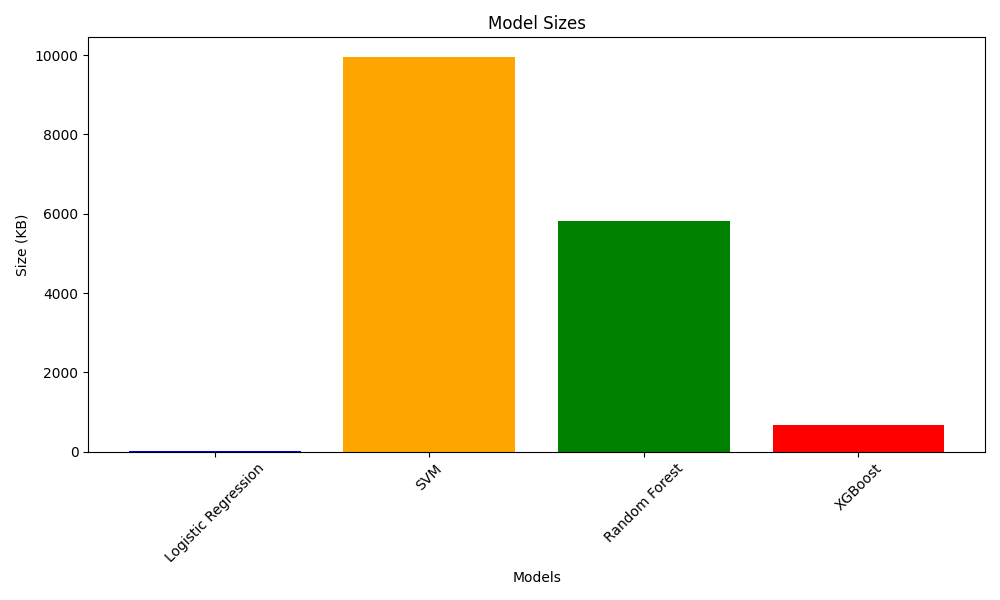 Model Sizes
10000
8000
6000
4000
2000
0
Size (KB)
Logistic Regression
SVM
Random Forest
XGBoost
Models